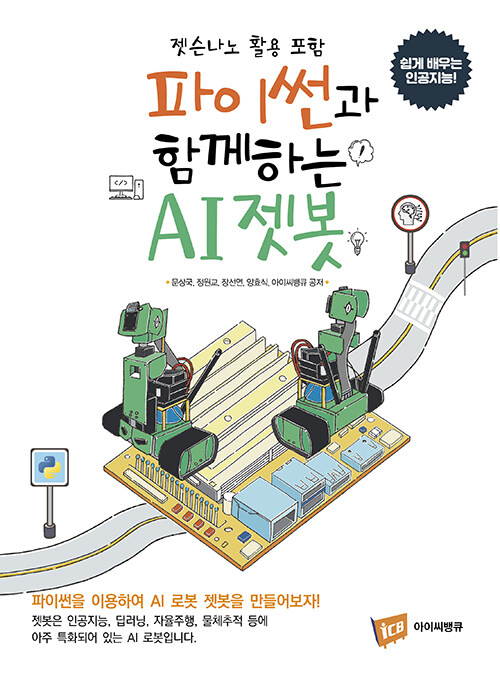 젯슨나노 활용 포함
쉽게 배우는
인공지능!
파이썬과
함께하는
AI 젯봇
문상국, 정원교, 장선연, 양효식, 아이씨뱅큐 공저
파이썬을 이용하여 AI 로봇 젯봇을 만들어보자!
젯봇은 인공지능, 딥러닝, 자율주행, 물체추적 등에
아주 특화되어 있는 AI 로봇입니다.
iCB 아이씨뱅큐